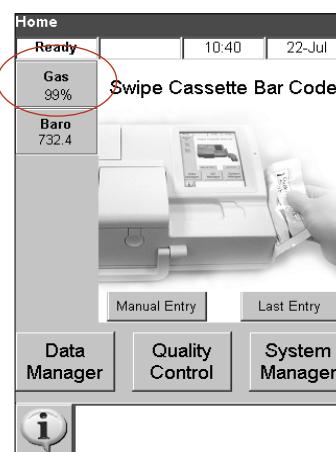 Home
Ready 10:40 22-Jul
Gas
99%
Swipe Cassette Bar Code
Baro
732.4
Manual Entry Last Entry
Data
Manager
Quality
Control
System
Manager
i